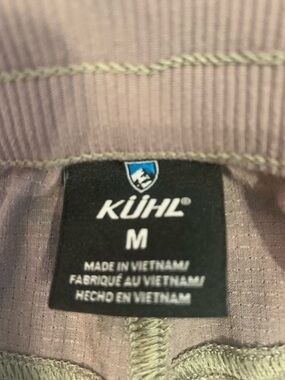 KÜHL®
M
MADE IN VIETNAM/
FABRIQUÉ AU VIETNAM/
HECHO EN VIETNAM